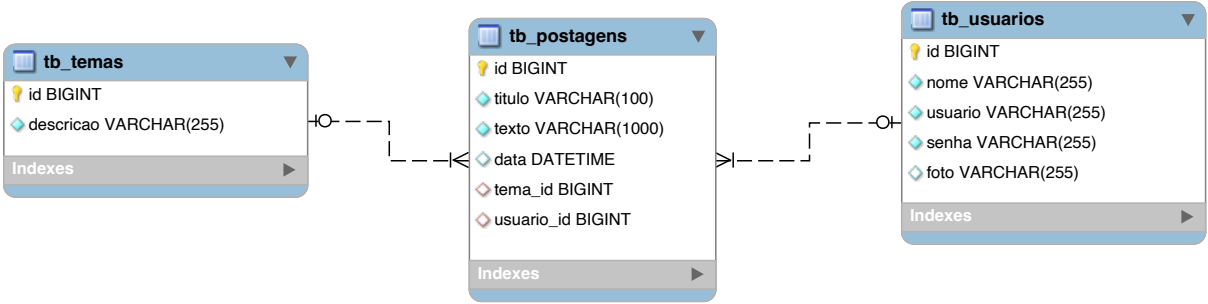 tb_temas
id BIGINT
descricao VARCHAR(255)
Indexes
tb_postagens
id BIGINT
titulo VARCHAR(100)
texto VARCHAR(1000)
data DATETIME
tema_id BIGINT
usuario_id BIGINT
Indexes
tb_usuarios
id BIGINT
nome VARCHAR(255)
usuario VARCHAR(255)
senha VARCHAR(255)
foto VARCHAR(255)
Indexes